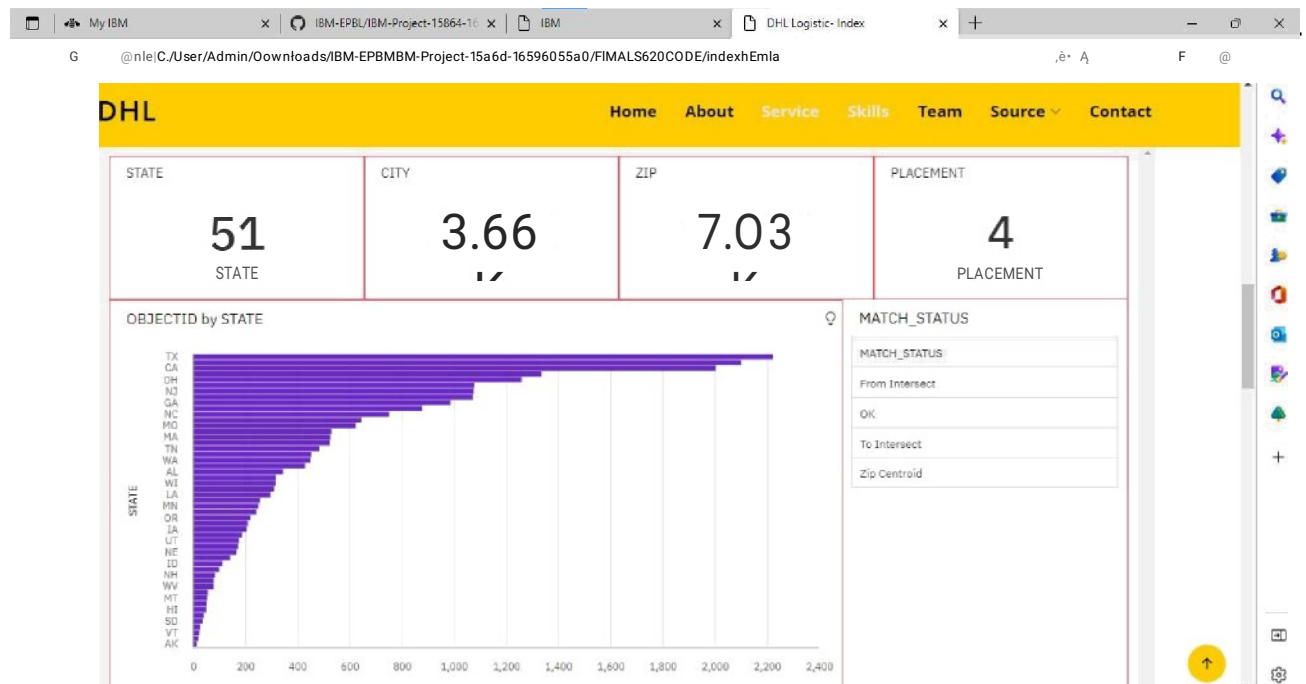 My IBM
IBM-EPBL/IBM-Project-15864-16
IBM
DHL Logistic- Index
G @nle|C./User/Admin/Oownłoads/IBM-EPBMBM-Project-15a6d-16596055a0/FlMALS620CODE/indexhEmla ,è• Ą F @
DHL
Home About Service Skills Team Source Contact
STATE
51
STATE
CITY
3.66
K
ZIP
7.03
K
PLACEMENT
4
PLACEMENT
OBJECTID by STATE
STATE
TX
CA
OH
NJ
GA
NC
MO
MA
TN
WA
AL
WI
LA
MN
OR
IA
UT
NE
ID
NH
WV
MT
HI
SD
VT
AK
0 200 400 600 800 1,000 1,200 1,400 1,600 1,800 2,000 2,200 2,400
MATCH_STATUS
MATCH_STATUS
From Intersect
OK
To Intersect
Zip Centroid